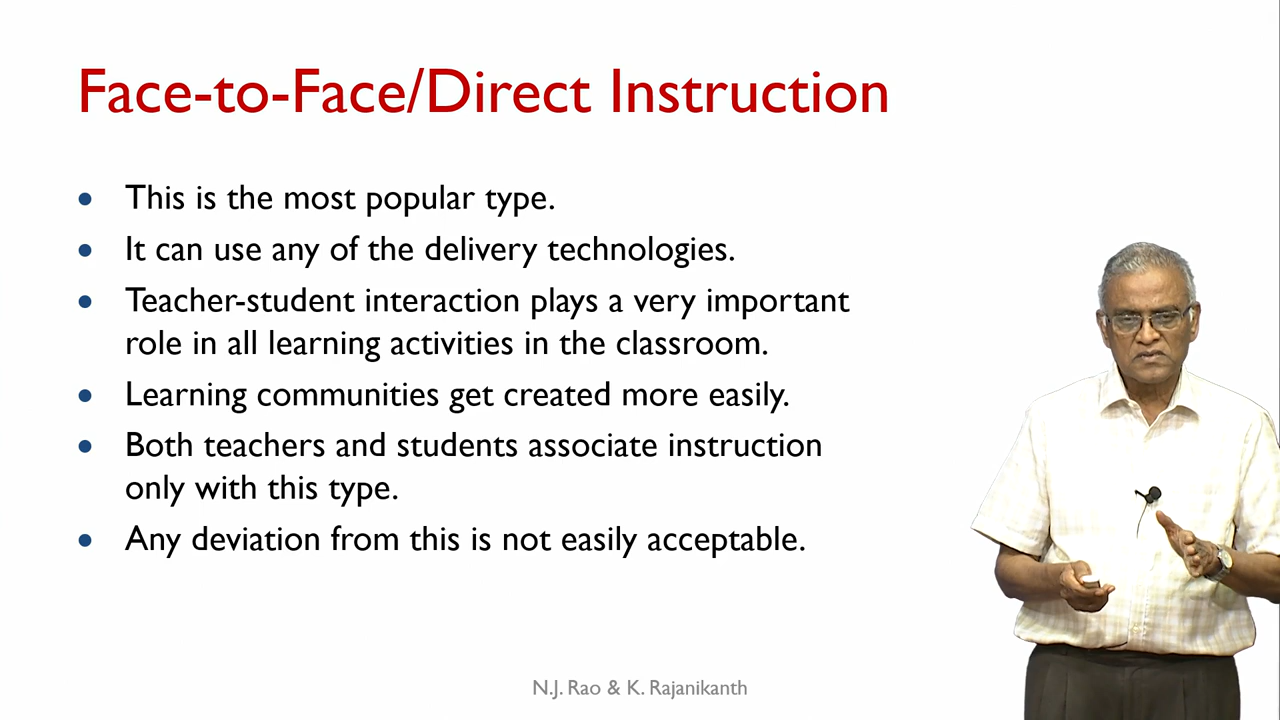 Face-to-Face/Direct Instruction
• This is the most popular type.
• It can use any of the delivery technologies.
• Teacher-student interaction plays a very important
role in all learning activities in the classroom.
• Learning communities get created more easily.
• Both teachers and students associate instruction
only with this type.
• Any deviation from this is not easily acceptable.
N.J. Rao & K. Rajanikanth